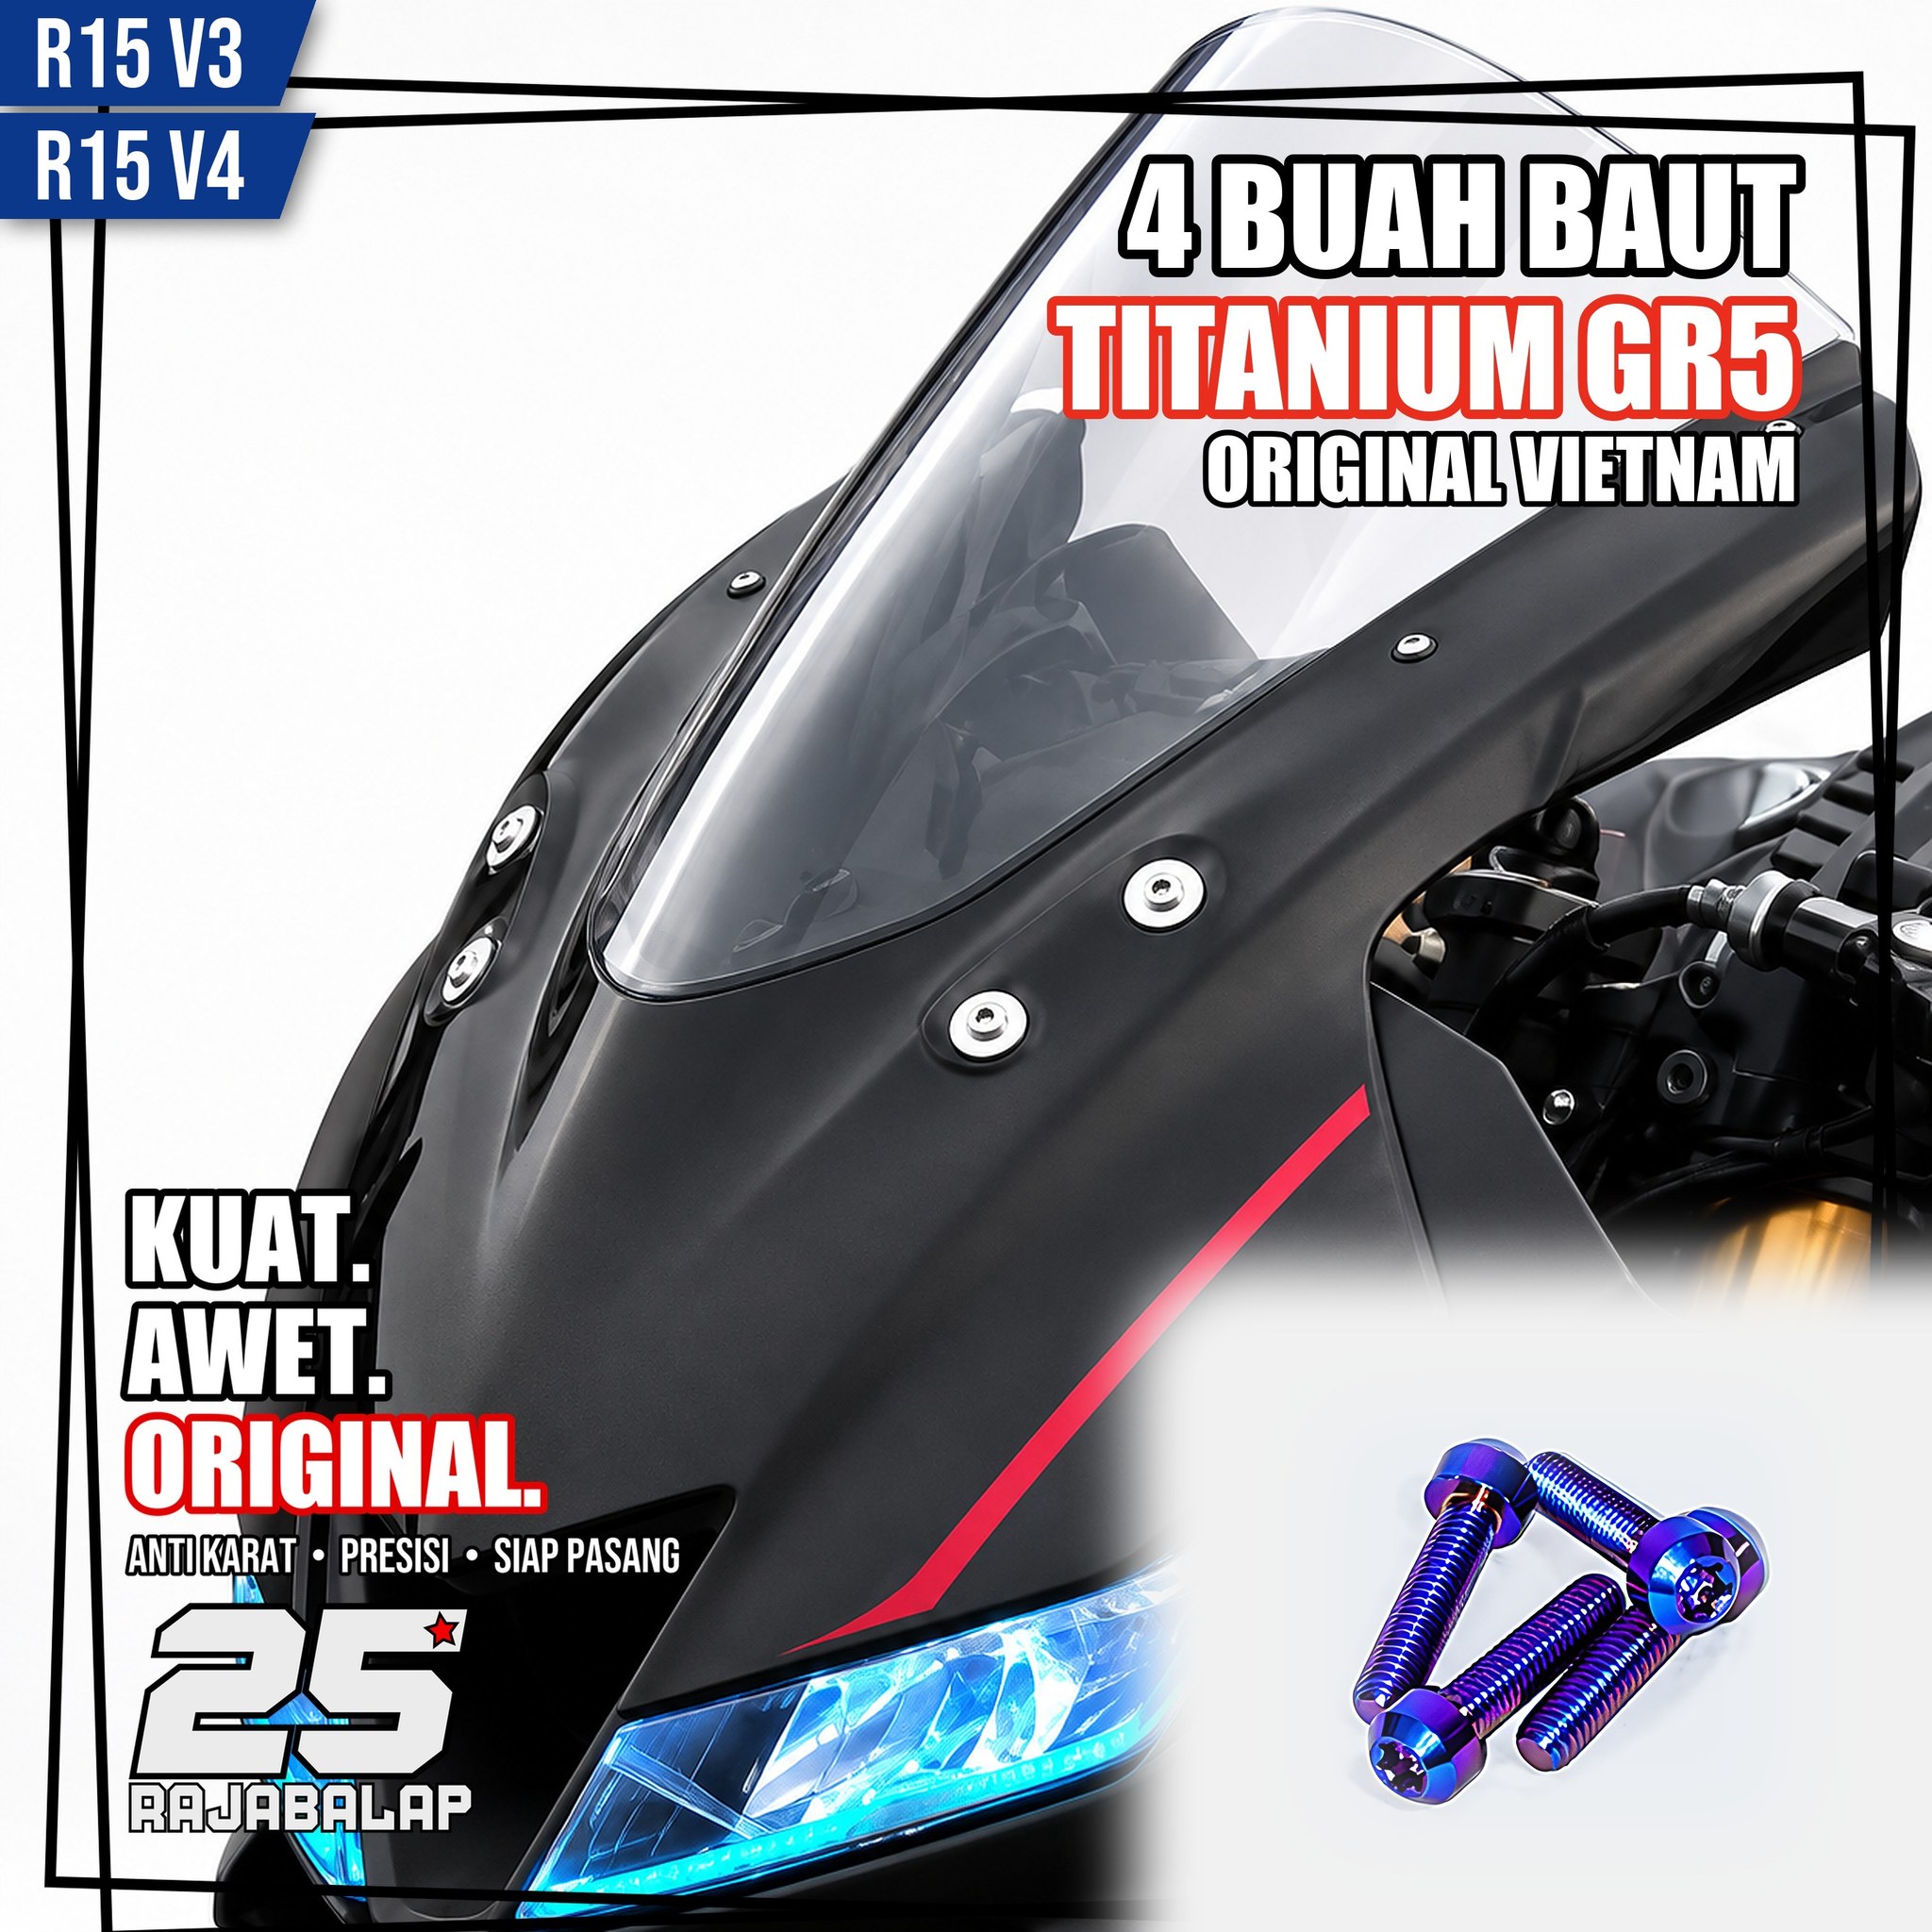 R15 V3
R15 V4
4 BUAH BAUT
TITANIUM GR5
ORIGINAL VIETNAM
KUAT.
AWET.
ORIGINAL.
ANTI KARAT • PRESISI • SIAP PASANG
25
RAJABALAP